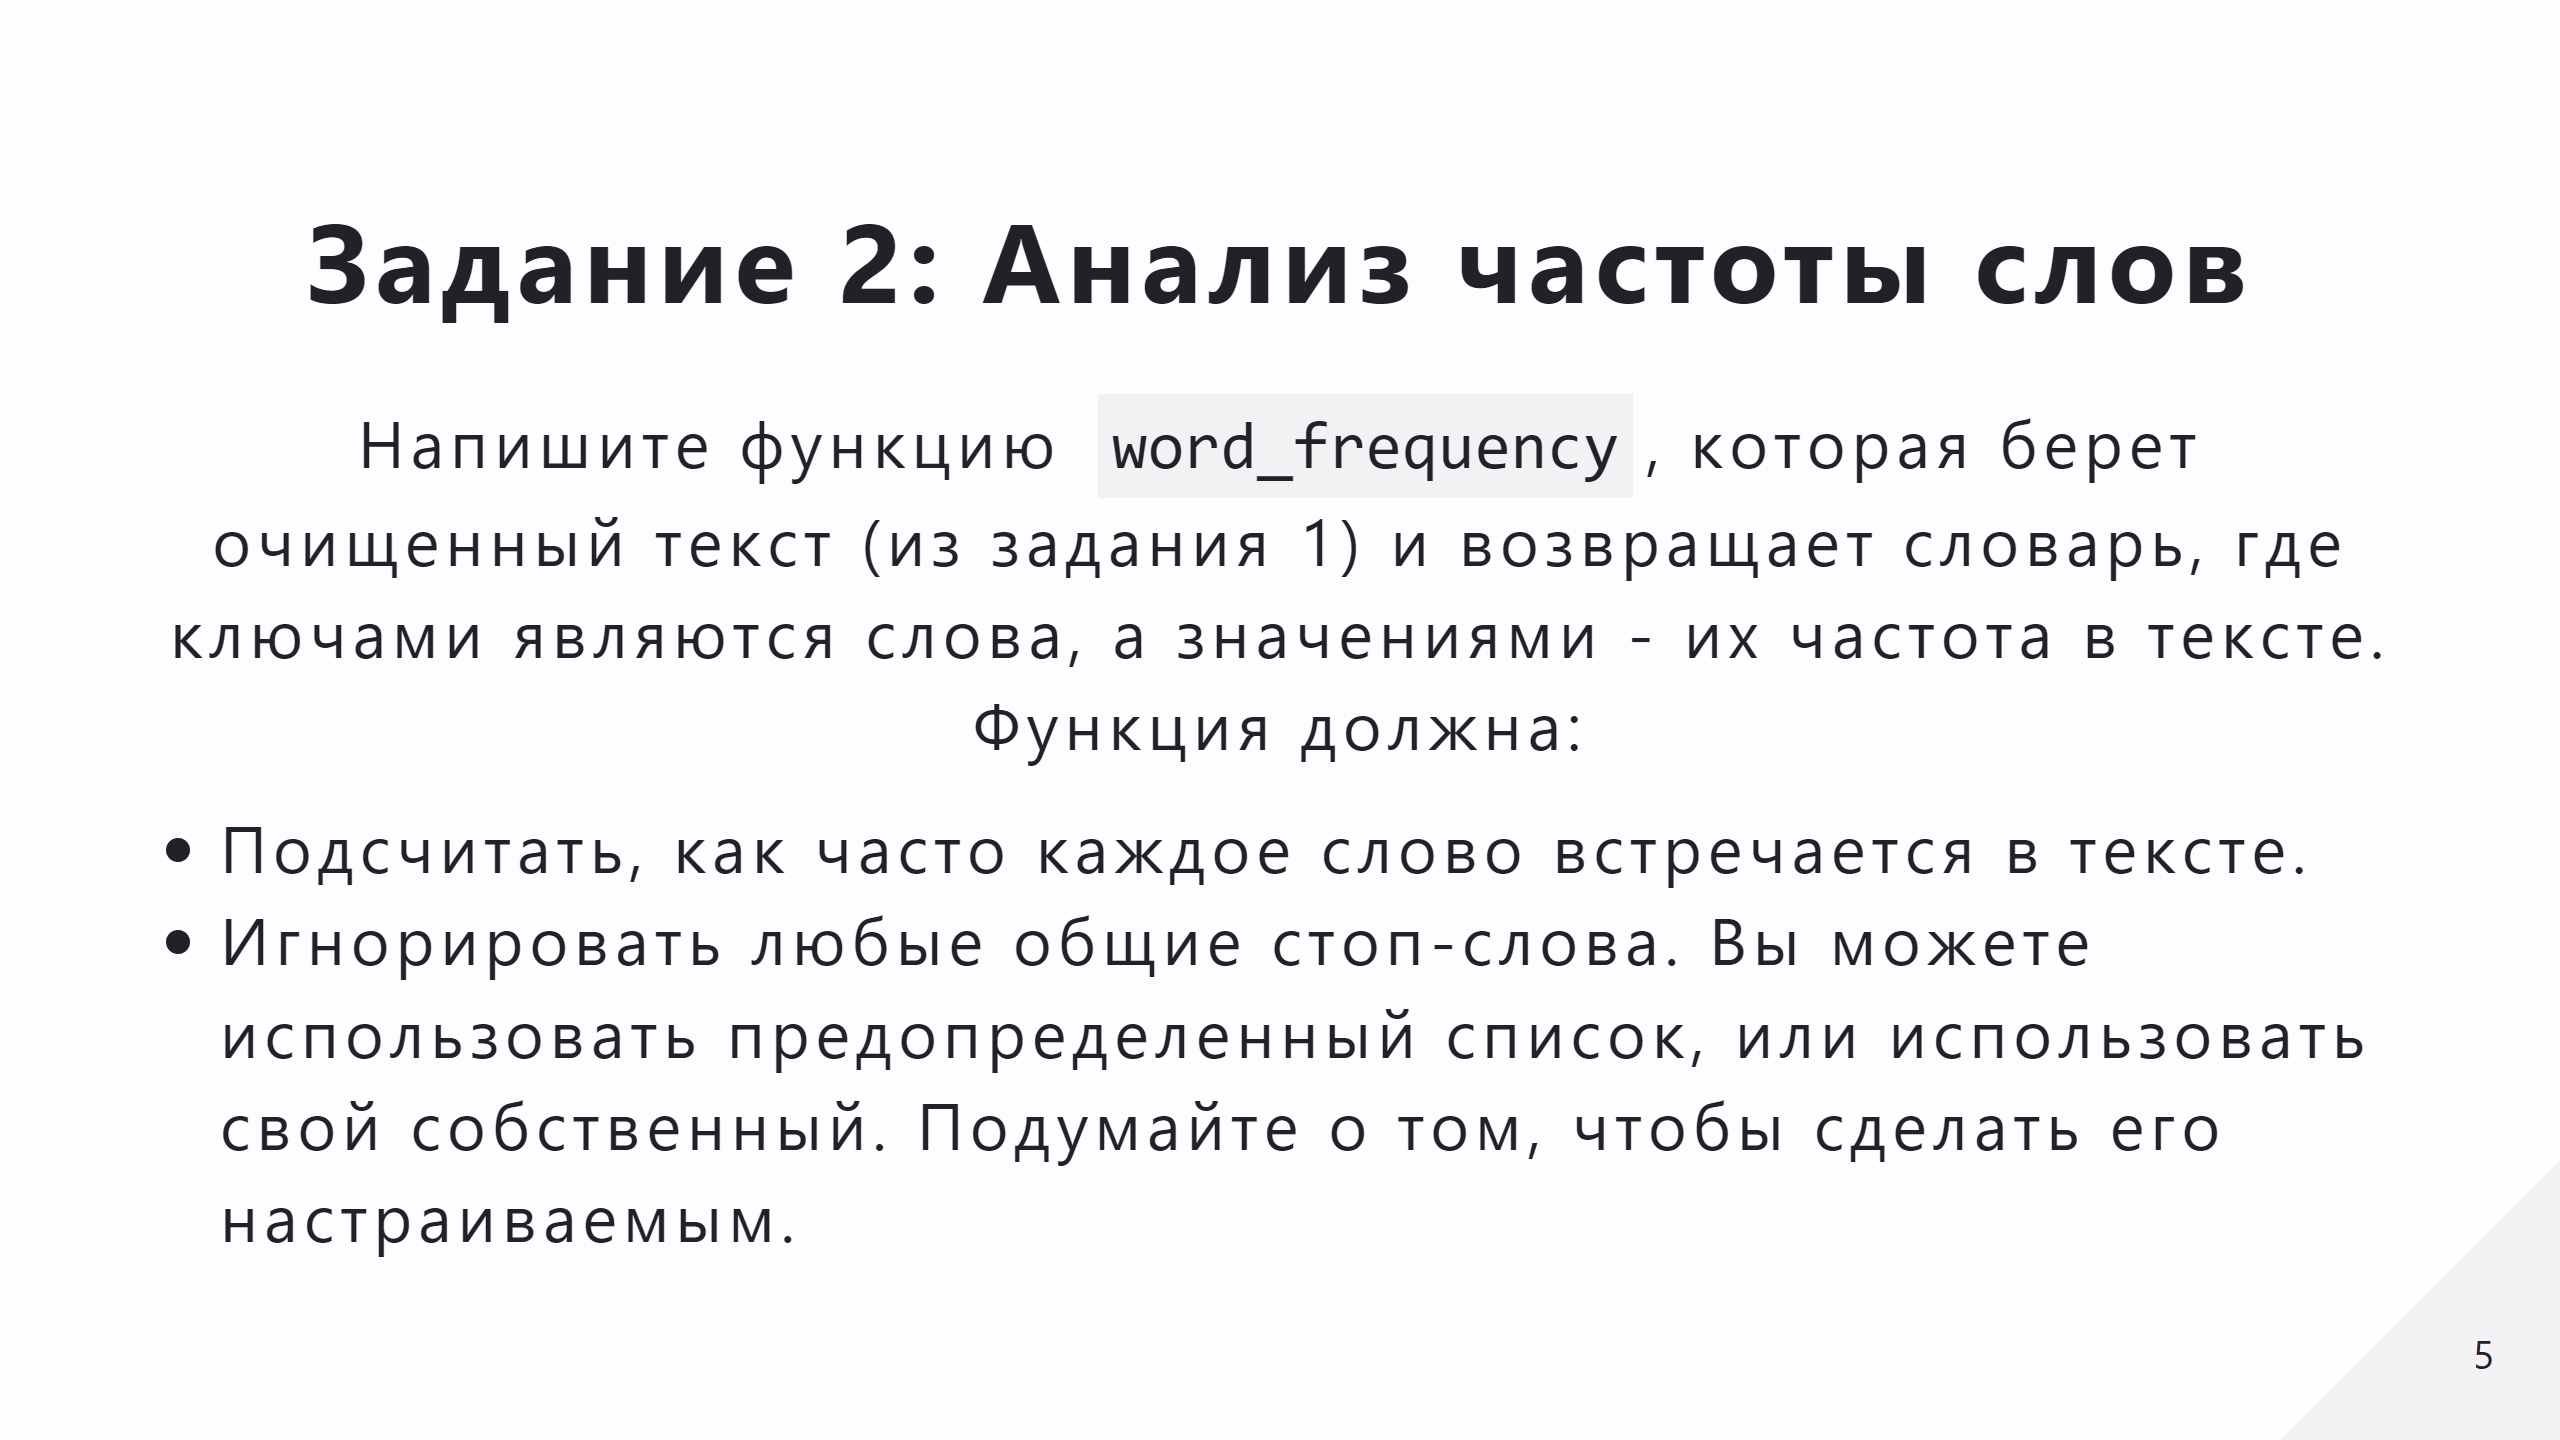 Задание 2: Анализ частоты слов
Напишите функцию word_frequency, которая берет
очищенный текст (из задания 1) и возвращает словарь, где
ключами являются слова, а значениями - их частота в тексте.
Функция должна:
• Подсчитать, как часто каждое слово встречается в тексте.
• Игнорировать любые общие стоп-слова. Вы можете
использовать предопределенный список, или использовать
свой собственный. Подумайте о том, чтобы сделать его
настраиваемым.
5